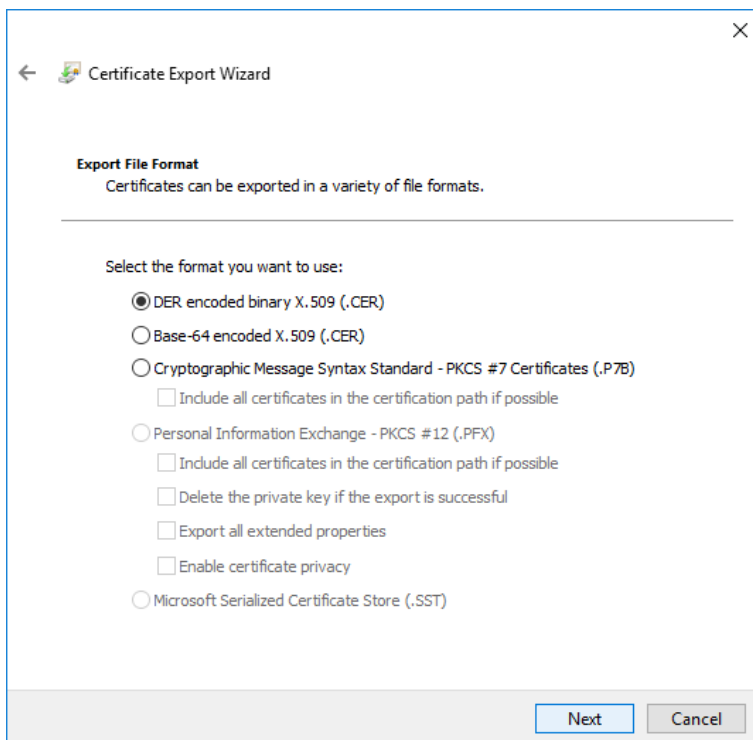 Certificate Export Wizard
Export File Format
Certificates can be exported in a variety of file formats.
Select the format you want to use:
DER encoded binary X.509 (.CER)
Base-64 encoded X.509 (.CER)
Cryptographic Message Syntax Standard - PKCS #7 Certificates (.P7B)
Include all certificates in the certification path if possible
Personal Information Exchange - PKCS #12 (.PFX)
Include all certificates in the certification path if possible
Delete the private key if the export is successful
Export all extended properties
Enable certificate privacy
Microsoft Serialized Certificate Store (.SST)
Next Cancel